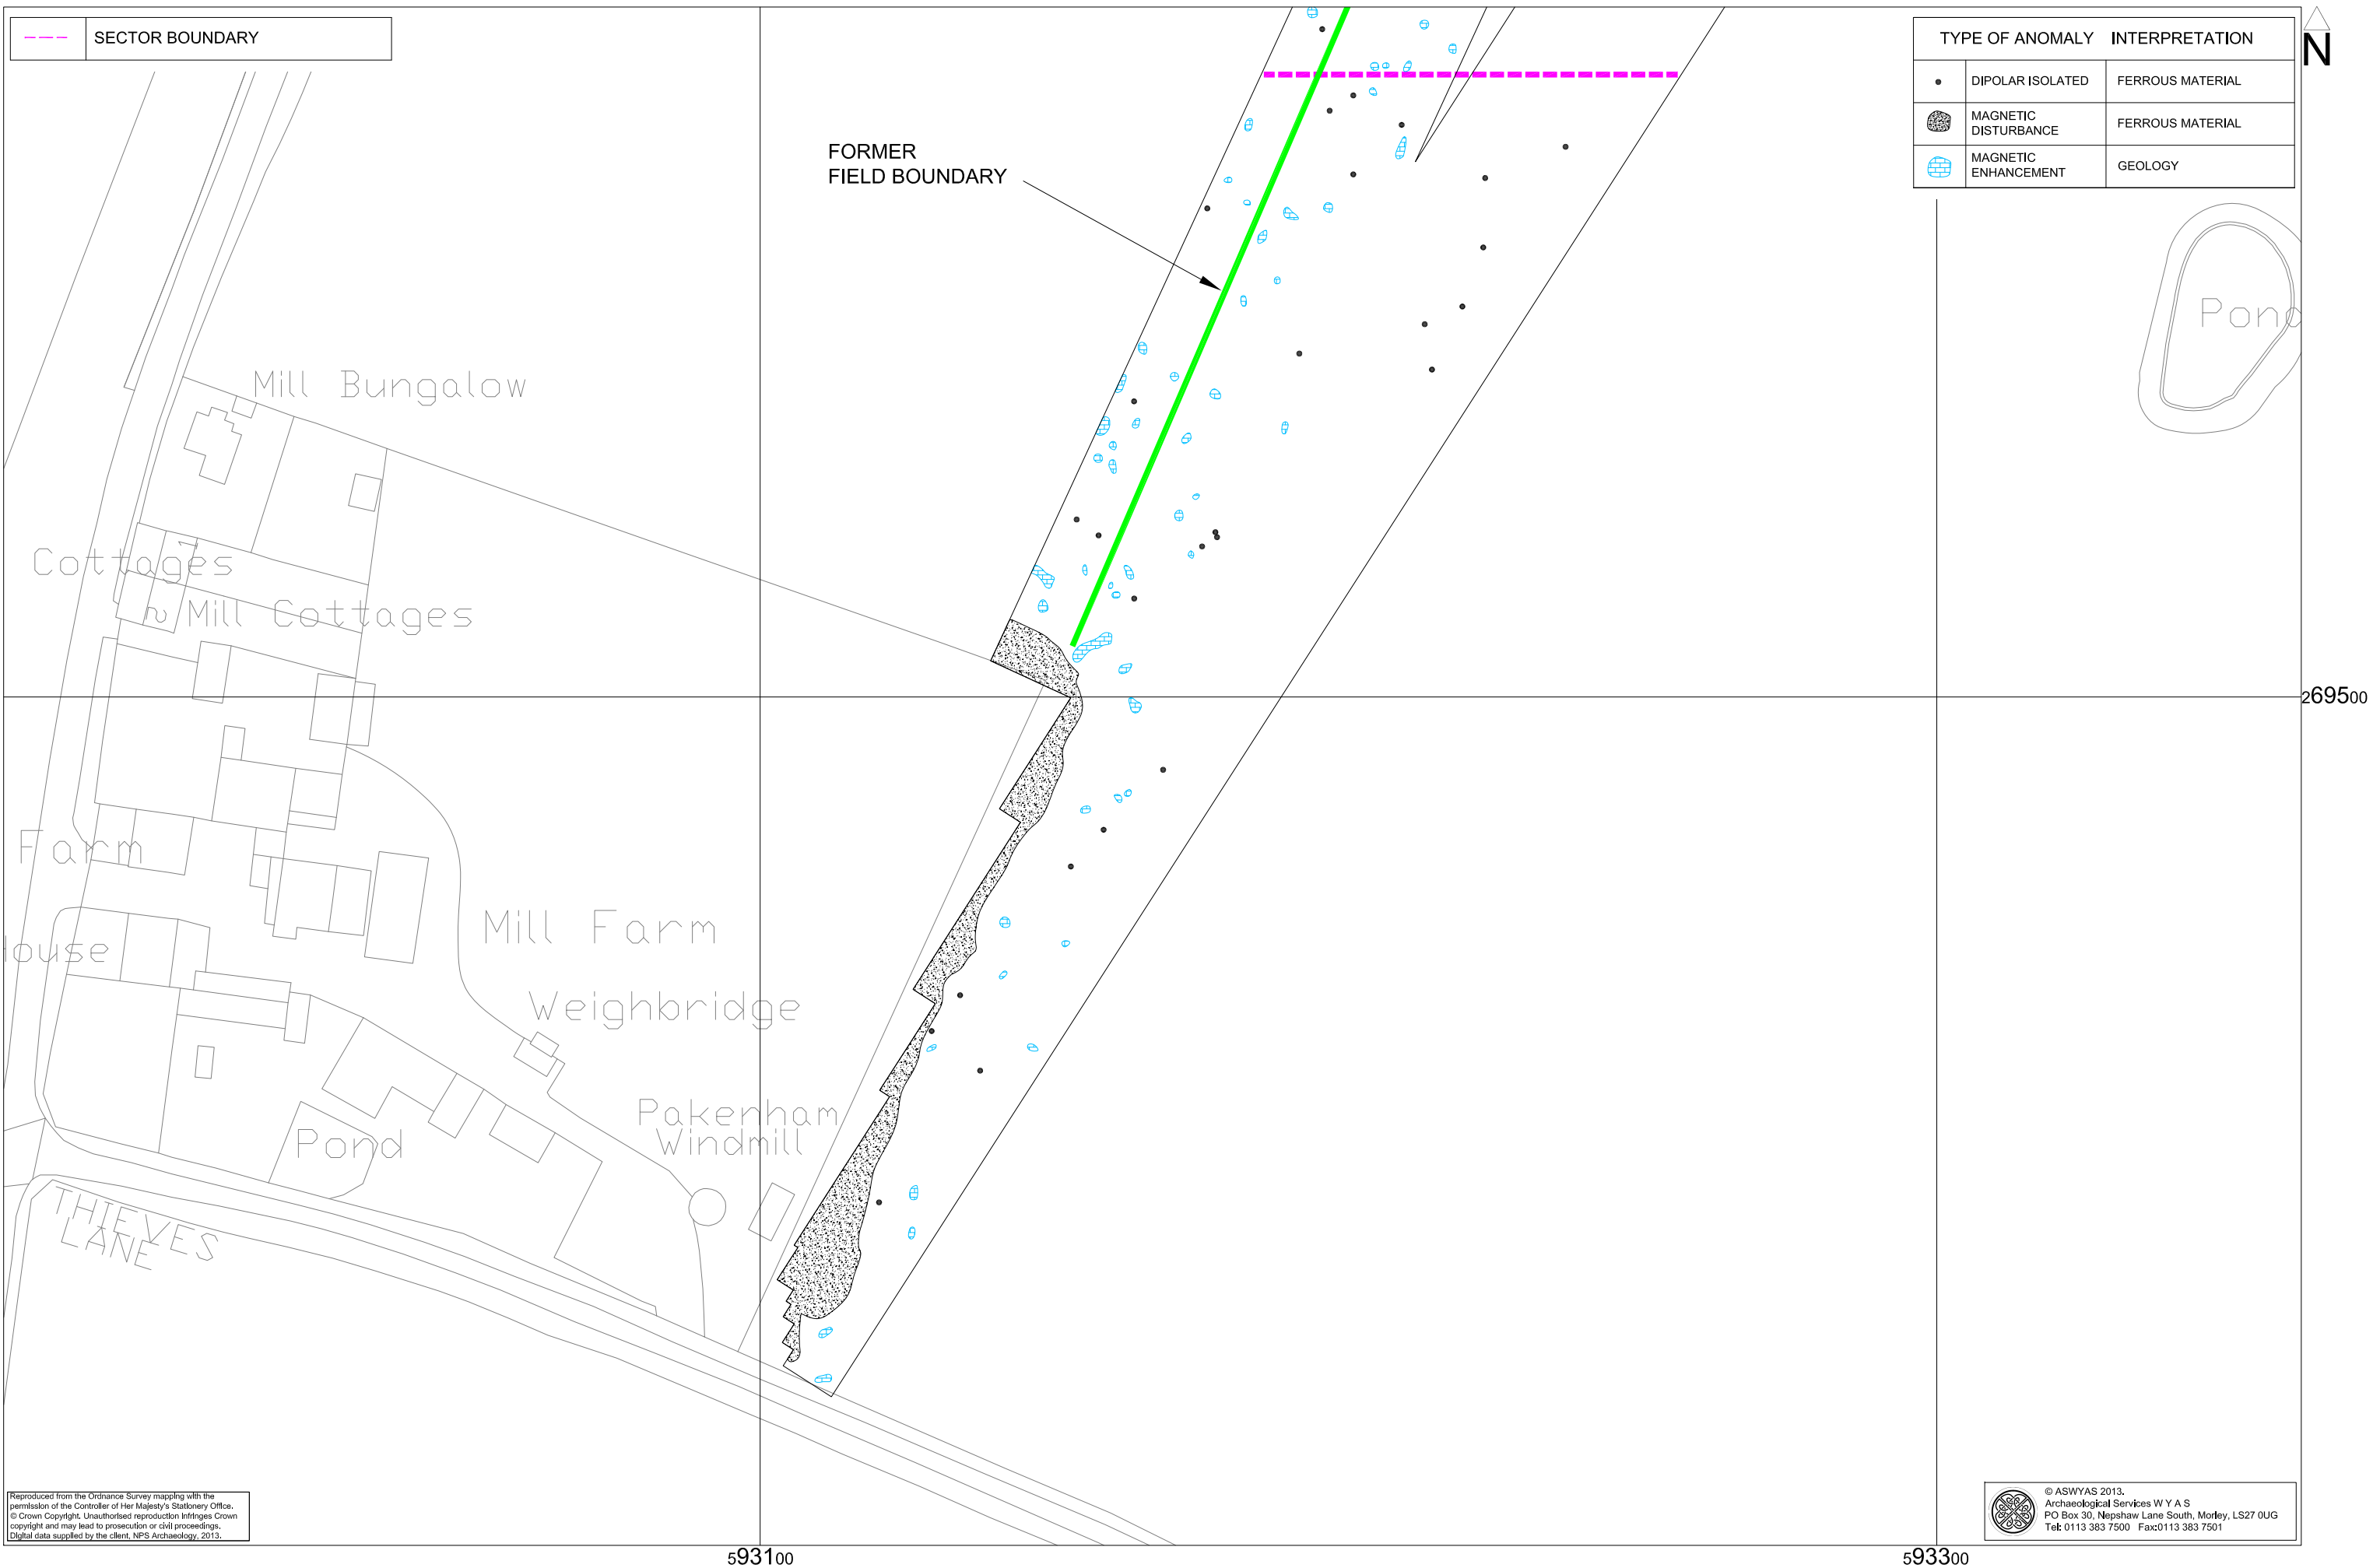 SECTOR BOUNDARY
TYPE OF ANOMALY INTERPRETATION
N
DIPOLAR ISOLATED
FERROUS MATERIAL
MAGNETIC
DISTURBANCE
FERROUS MATERIAL
MAGNETIC
ENHANCEMENT
GEOLOGY
FORMER
FIELD BOUNDARY
Pond
Mill Bungalow
Cottages
1
2 Mill Cottages
269500
Farm
House
Mill Farm
Weighbridge
Pakenham
Windmill
Pond
THIEVES
LANE
Reproduced from the Ordnance Survey mapping with the
permission of the Controller of Her Majesty's Stationery Office.
© Crown Copyright. Unauthorised reproduction infringes Crown
copyright and may lead to prosecution or civil proceedings.
Digital data supplied by the client, NPS Archaeology, 2013.
© ASWYAS 2013.
Archaeological Services W Y A S
PO Box 30, Nepshaw Lane South, Morley, LS27 0UG
Tel: 0113 383 7500 Fax:0113 383 7501
593100
593300